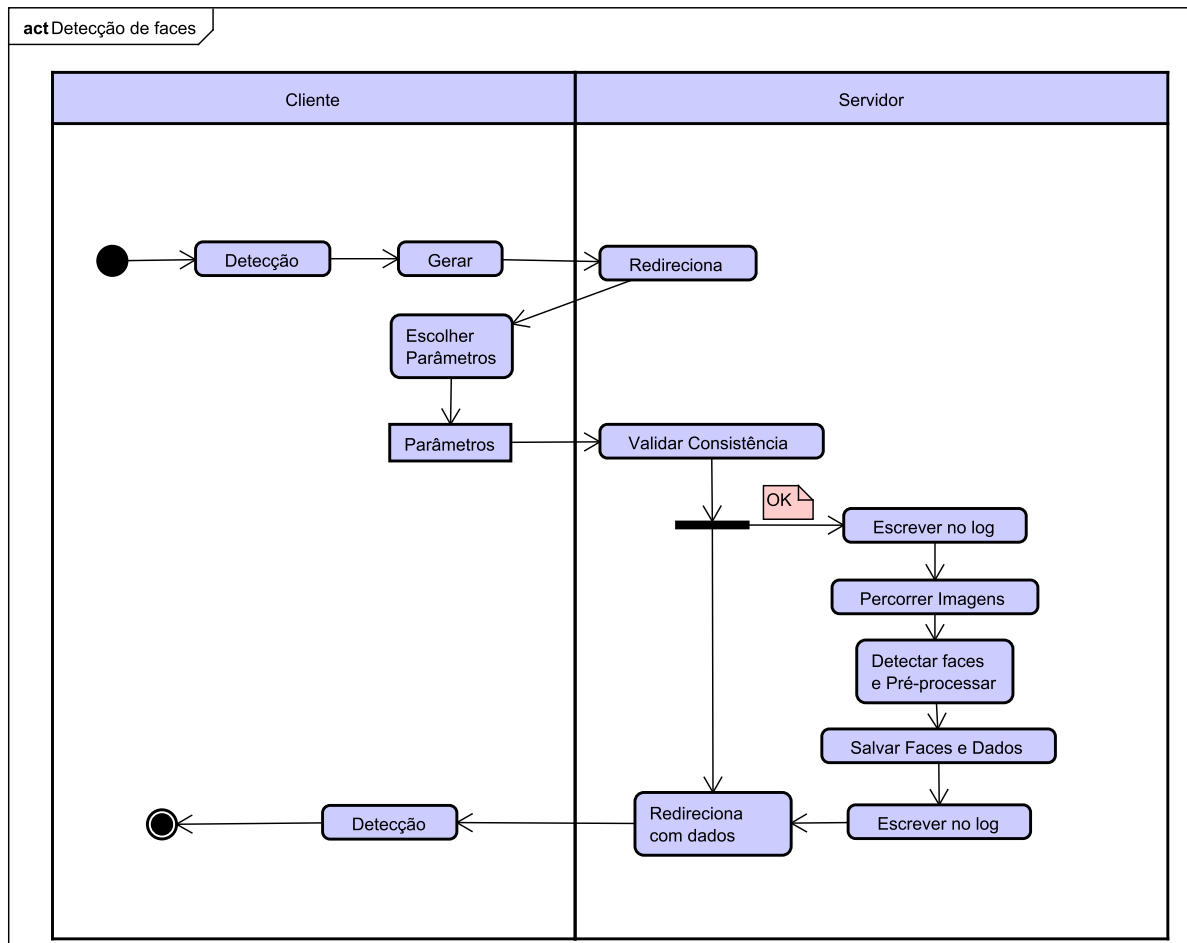 act Detecção de faces
Cliente
Servidor
Detecção
Gerar
Redireciona
Escolher
Parâmetros
Parâmetros
Validar Consistência
OK
Escrever no log
Percorrer Imagens
Detectar faces
e Pré-processar
Salvar Faces e Dados
Escrever no log
Redireciona
com dados
Detecção